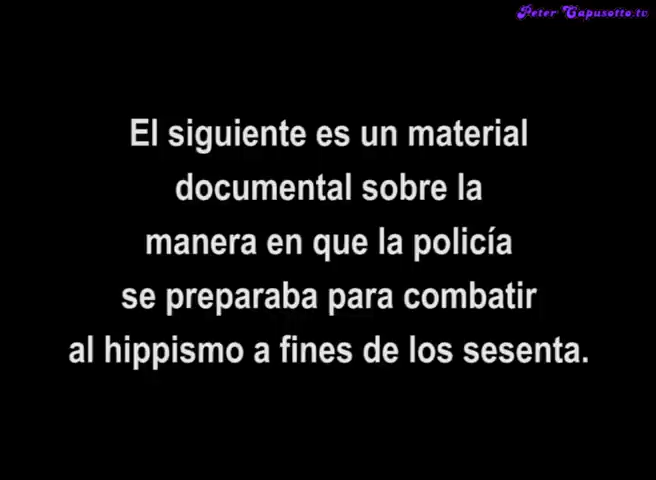 Peter Capusotto.tv
El siguiente es un material
documental sobre la
manera en que la policía
se preparaba para combatir
al hippismo a fines de los sesenta.